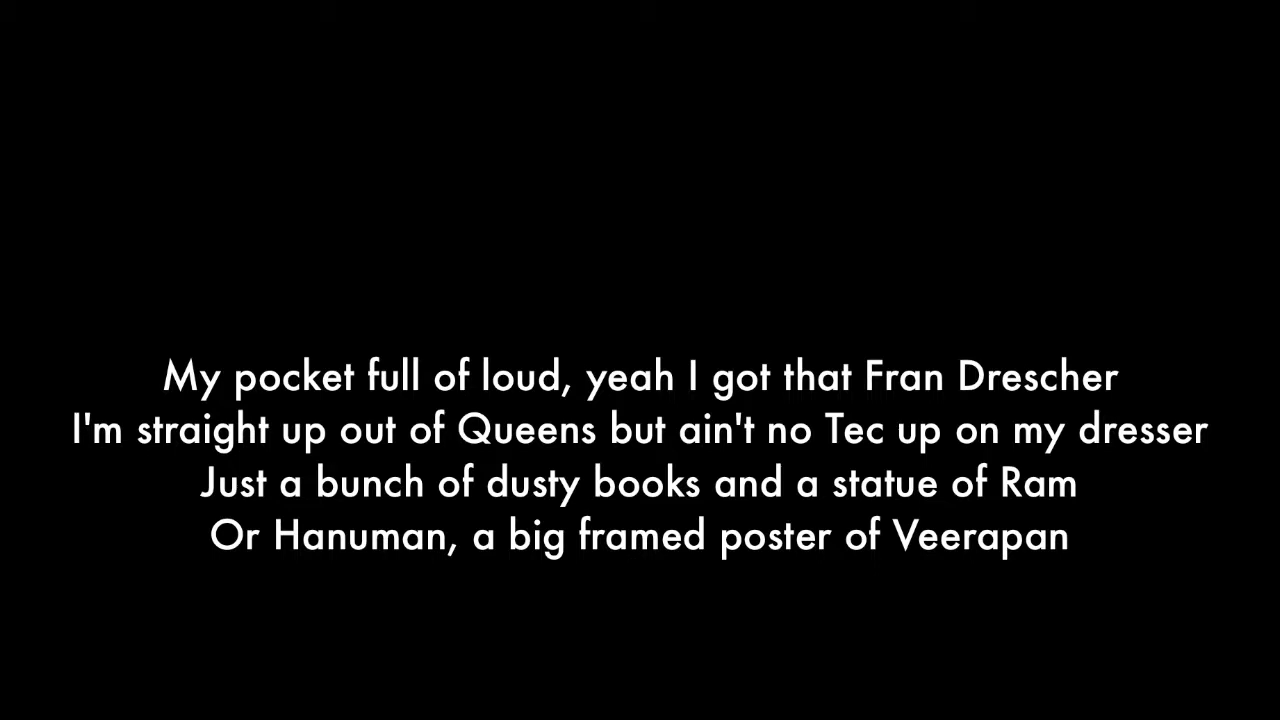 My pocket full of loud, yeah I got that Fran Drescher
I'm straight up out of Queens but ain't no Tec up on my dresser
Just a bunch of dusty books and a statue of Ram
Or Hanuman, a big framed poster of Veerapan